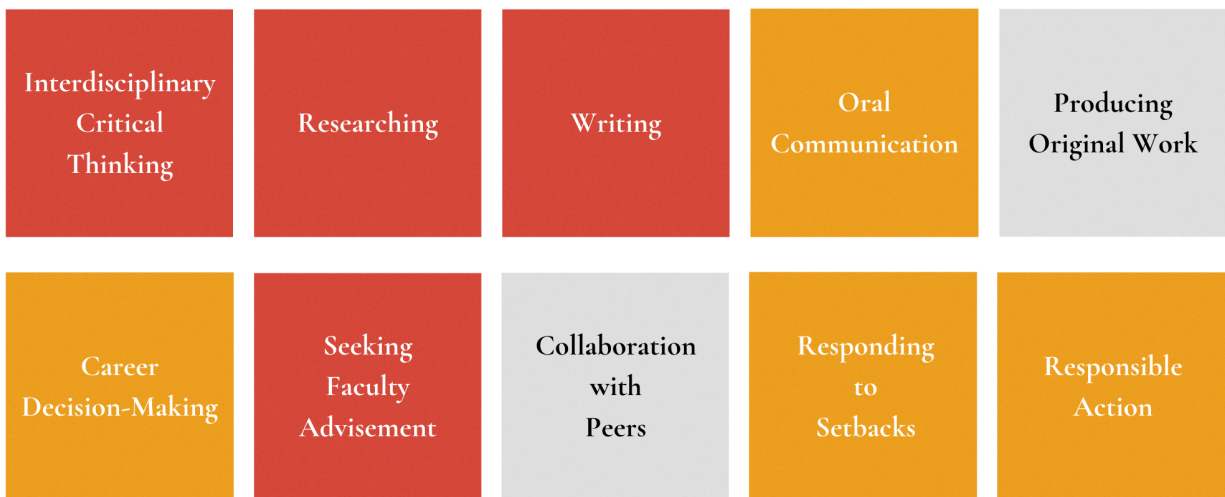 Interdisciplinary
Critical
Thinking
Researching
Writing
Oral
Communication
Producing
Original Work
Career
Decision-Making
Seeking
Faculty
Advisement
Collaboration
with
Peers
Responding
to
Setbacks
Responsible
Action